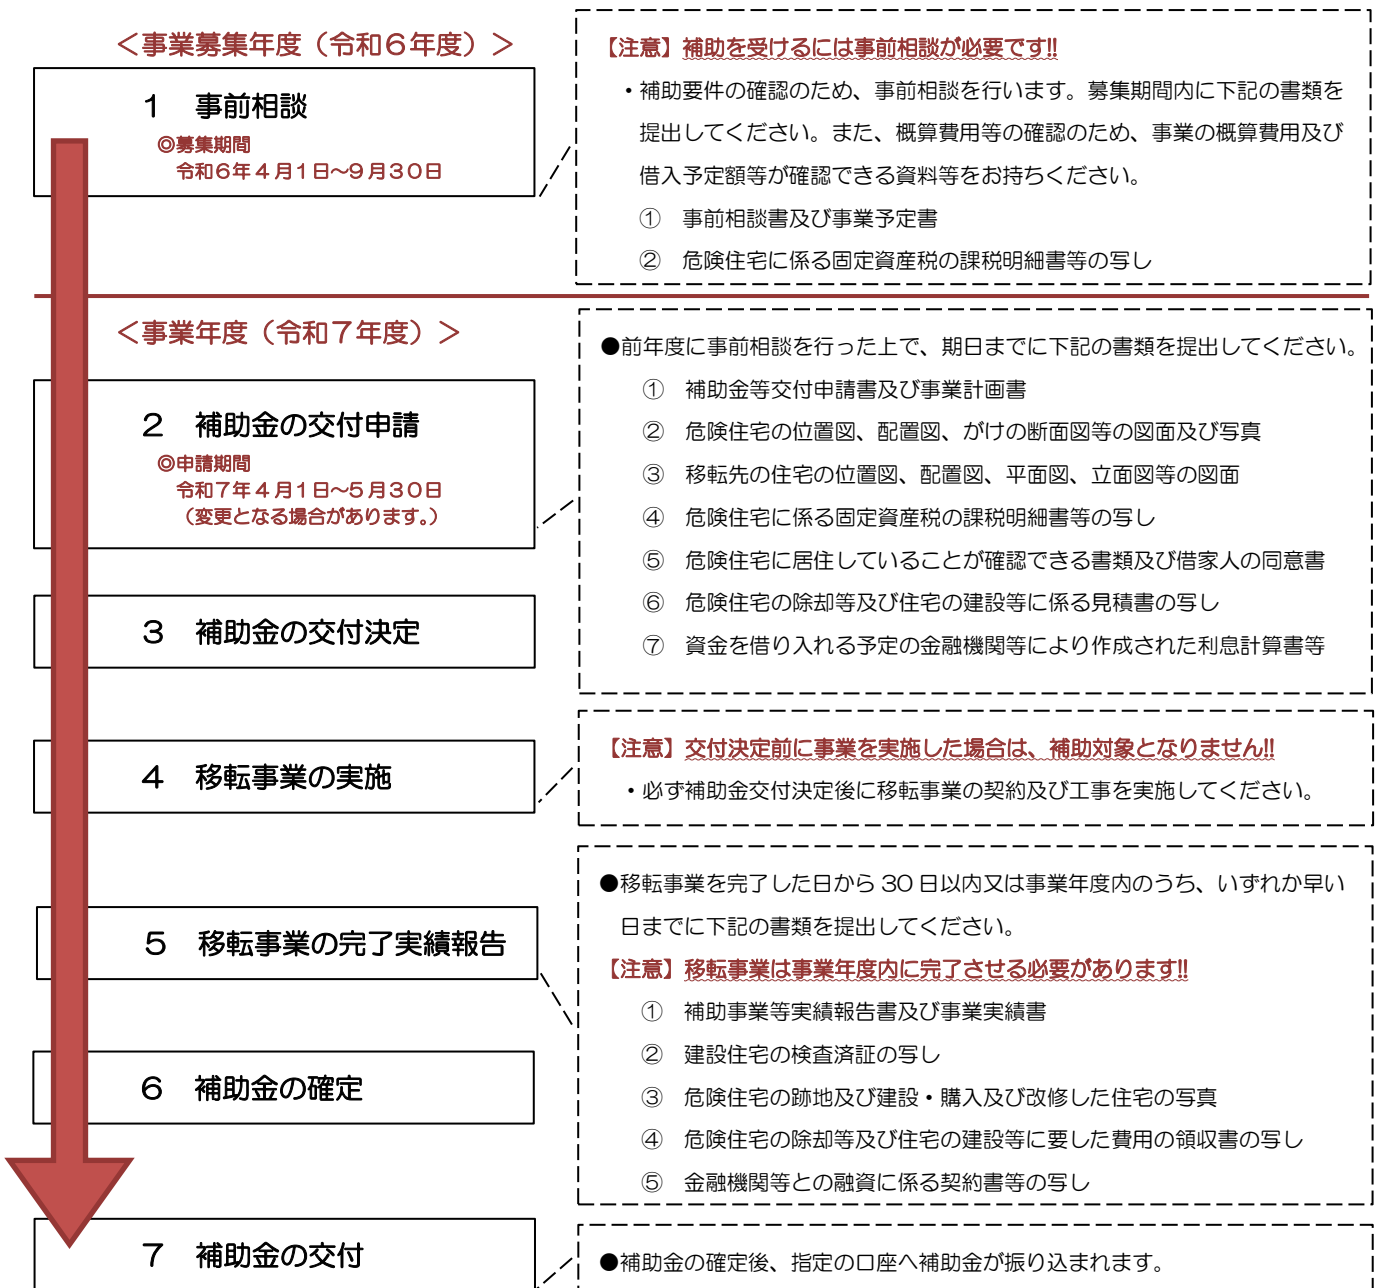 ＜事業募集年度（令和６年度）＞
１　事前相談
◎募集期間
令和６年４月１日～９月３０日
【注意】補助を受けるには事前相談が必要です!!
・補助要件の確認のため、事前相談を行います。募集期間内に下記の書類を
提出してください。また、概算費用等の確認のため、事業の概算費用及び
借入予定額等が確認できる資料等をお持ちください。
①　事前相談書及び事業予定書
②　危険住宅に係る固定資産税の課税明細書等の写し
＜事業年度（令和７年度）＞
２　補助金の交付申請
◎申請期間
令和７年４月１日～５月３０日
（変更となる場合があります。）
●前年度に事前相談を行った上で、期日までに下記の書類を提出してください。
①　補助金等交付申請書及び事業計画書
②　危険住宅の位置図、配置図、がけの断面図等の図面及び写真
③　移転先の住宅の位置図、配置図、平面図、立面図等の図面
④　危険住宅に係る固定資産税の課税明細書等の写し
⑤　危険住宅に居住していることが確認できる書類及び借家人の同意書
⑥　危険住宅の除却等及び住宅の建設等に係る見積書の写し
⑦　資金を借り入れる予定の金融機関等により作成された利息計算書等
３　補助金の交付決定
４　移転事業の実施
【注意】交付決定前に事業を実施した場合は、補助対象となりません!!
・必ず補助金交付決定後に移転事業の契約及び工事を実施してください。
５　移転事業の完了実績報告
●移転事業を完了した日から 30 日以内又は事業年度内のうち、いずれか早い
日までに下記の書類を提出してください。
【注意】移転事業は事業年度内に完了させる必要があります!!
①　補助事業等実績報告書及び事業実績書
②　建設住宅の検査済証の写し
③　危険住宅の跡地及び建設・購入及び改修した住宅の写真
④　危険住宅の除却等及び住宅の建設等に要した費用の領収書の写し
⑤　金融機関等との融資に係る契約書等の写し
６　補助金の確定
７　補助金の交付
●補助金の確定後、指定の口座へ補助金が振り込まれます。